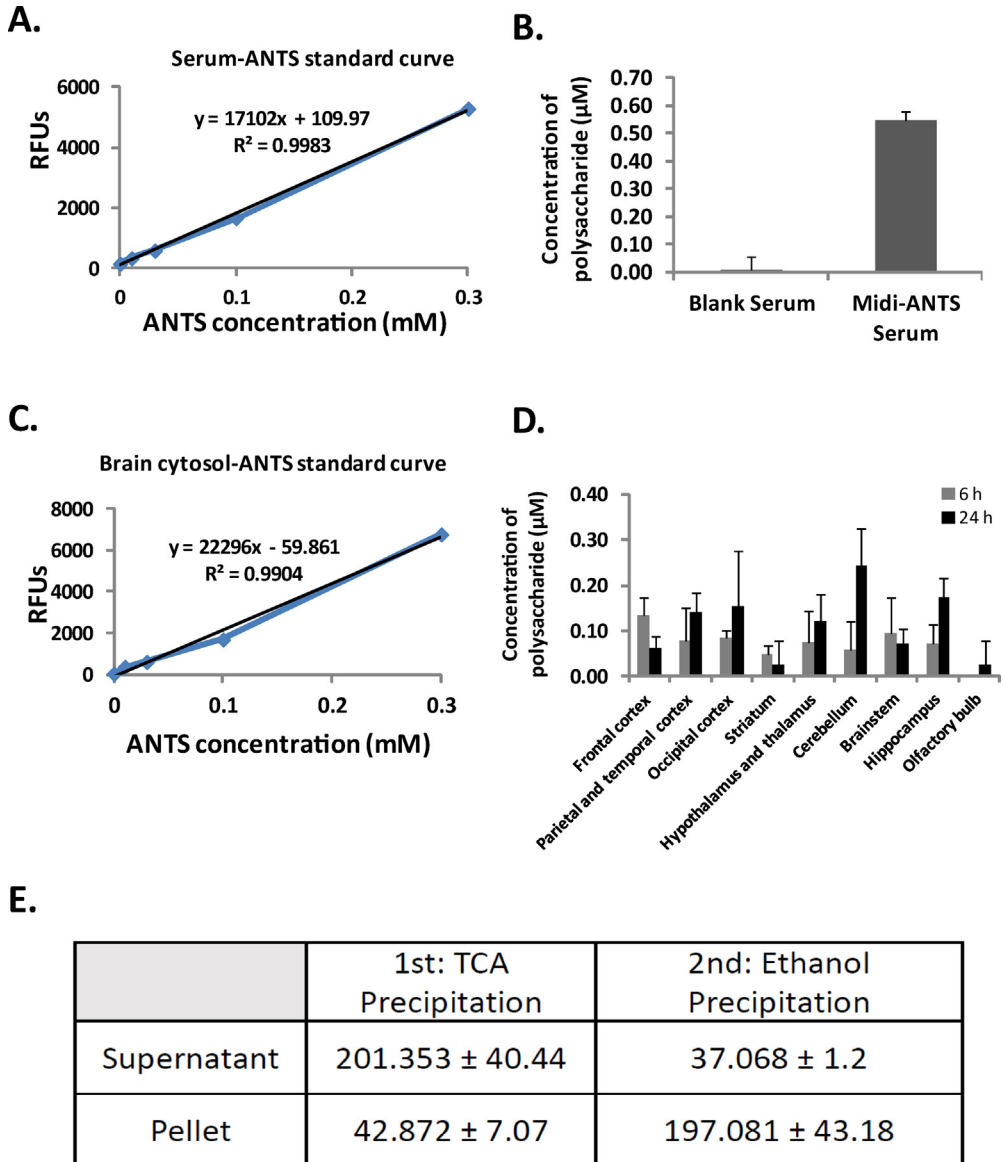 A.
Serum-ANTS standard curve
RFUs
6000
4000
2000
0
y = 17102x + 109.97
R² = 0.9983
0
0.1
0.2
0.3
ANTS concentration (mM)
B.
Concentration of
polysaccharide (µM)
0.70
0.60
0.50
0.40
0.30
0.20
0.10
0.00
Blank Serum
Midi-ANTS
Serum
C.
Brain cytosol-ANTS standard curve
RFUs
8000
6000
4000
2000
0
y = 22296x - 59.861
R² = 0.9904
0
0.1
0.2
0.3
ANTS concentration (mM)
D.
Concentration of
polysaccharide (µM)
0.40
0.30
0.20
0.10
0.00
6 h
24 h
Frontal cortex
Parietal and temporal cortex
Occipital cortex
Striatum
Hypothalamus and thalamus
Cerebellum
Brainstem
Hippocampus
Olfactory bulb
E.
1st: TCA
Precipitation
2nd: Ethanol
Precipitation
Supernatant
201.353 ± 40.44
37.068 ± 1.2
Pellet
42.872 ± 7.07
197.081 ± 43.18